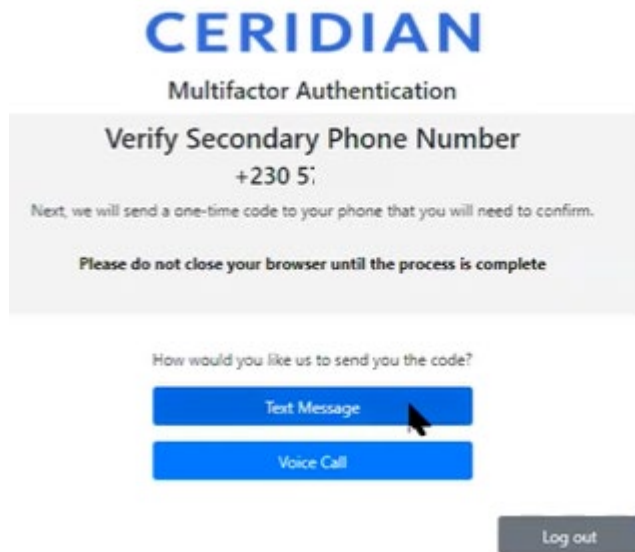 CERIDIAN
Multifactor Authentication
Verify Secondary Phone Number
+230 5
Next, we will send a one-time code to your phone that you will need to confirm.
Please do not close your browser until the process is complete
How would you like us to send you the code?
Text Message
Voice Call
Log out